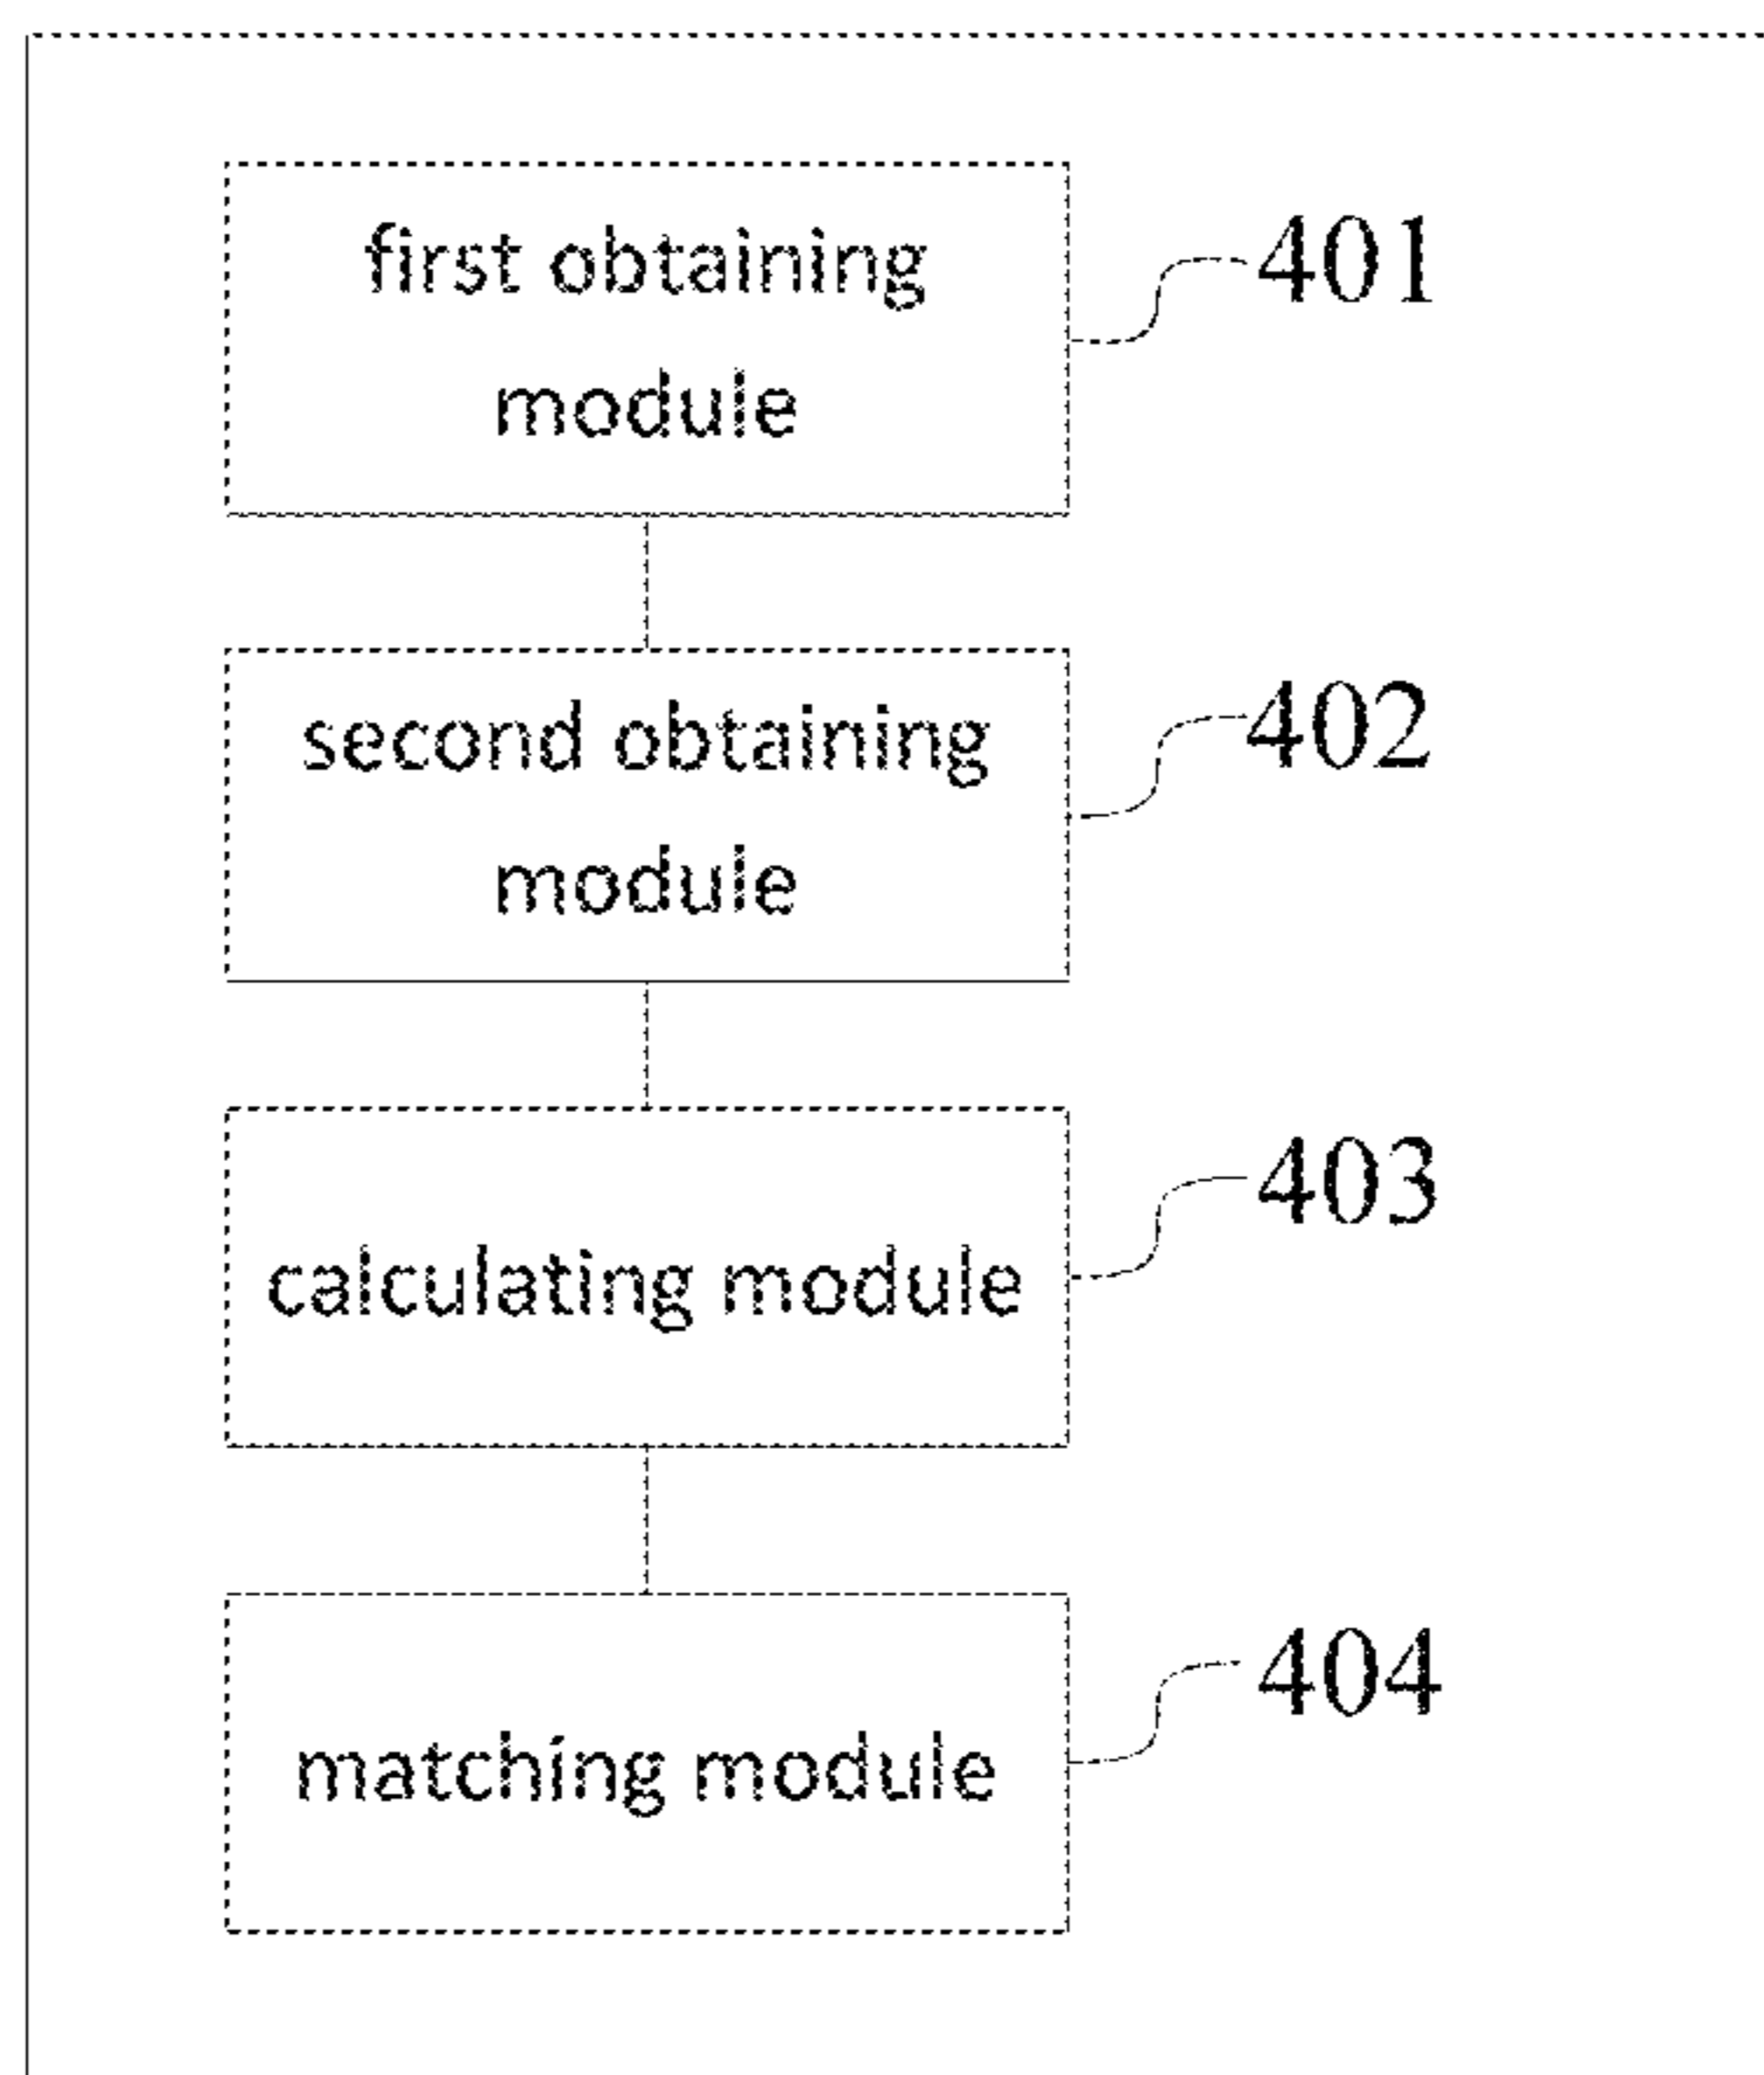 first obtaining
module
401
second obtaining
module
402
calculating module
403
matching module
404